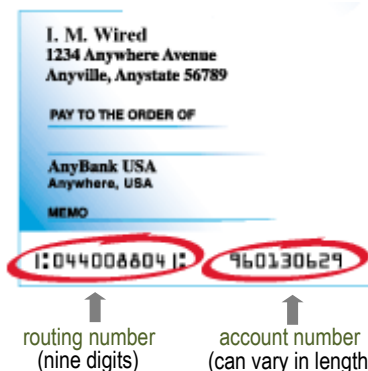 I. M. Wired
1234 Anywhere Avenue
Anyville, Anystate 56789
PAY TO THE ORDER OF
AnyBank USA
Anywhere, USA
MEMO
⑆044008804⑆ 960130629
routing number account number
(nine digits) (can vary in length